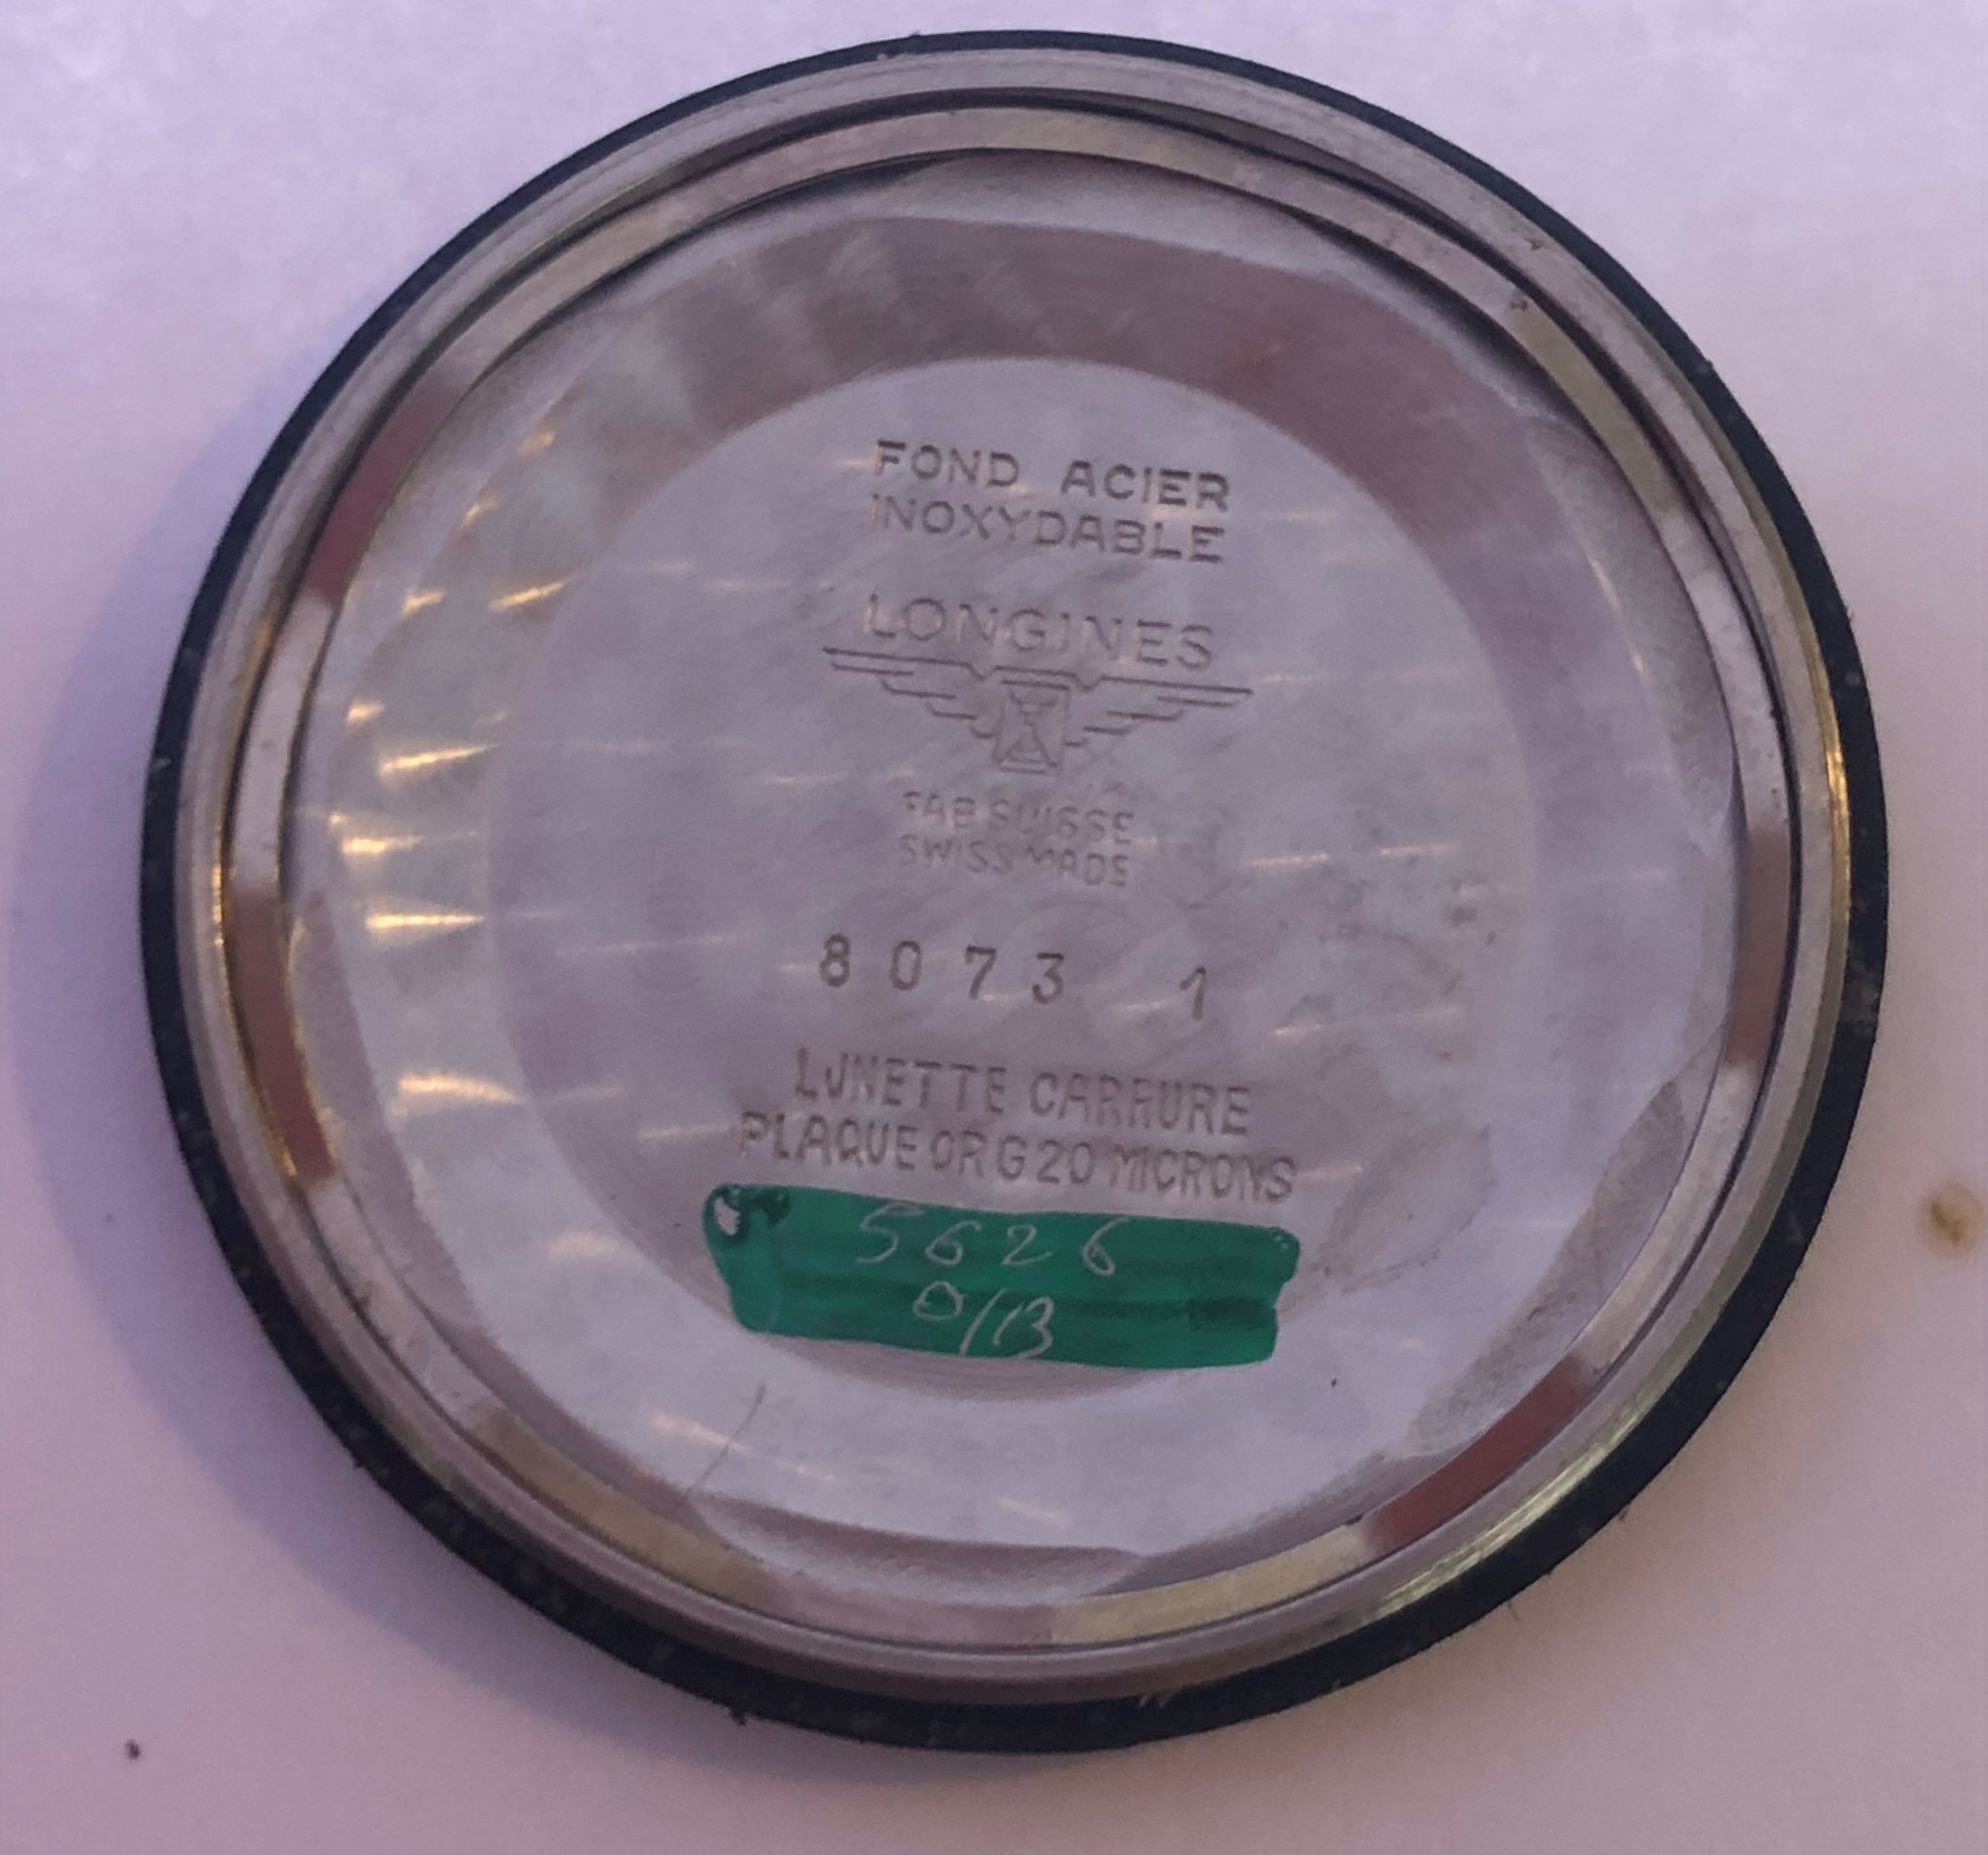 FOND ACIER
INOXYDABLE
LONGINES
FAB SUISSE
SWISS MADE
8073 1
LUNETTE CARRURE
PLAQUE OR G 20 MICRONS
5626
0/13